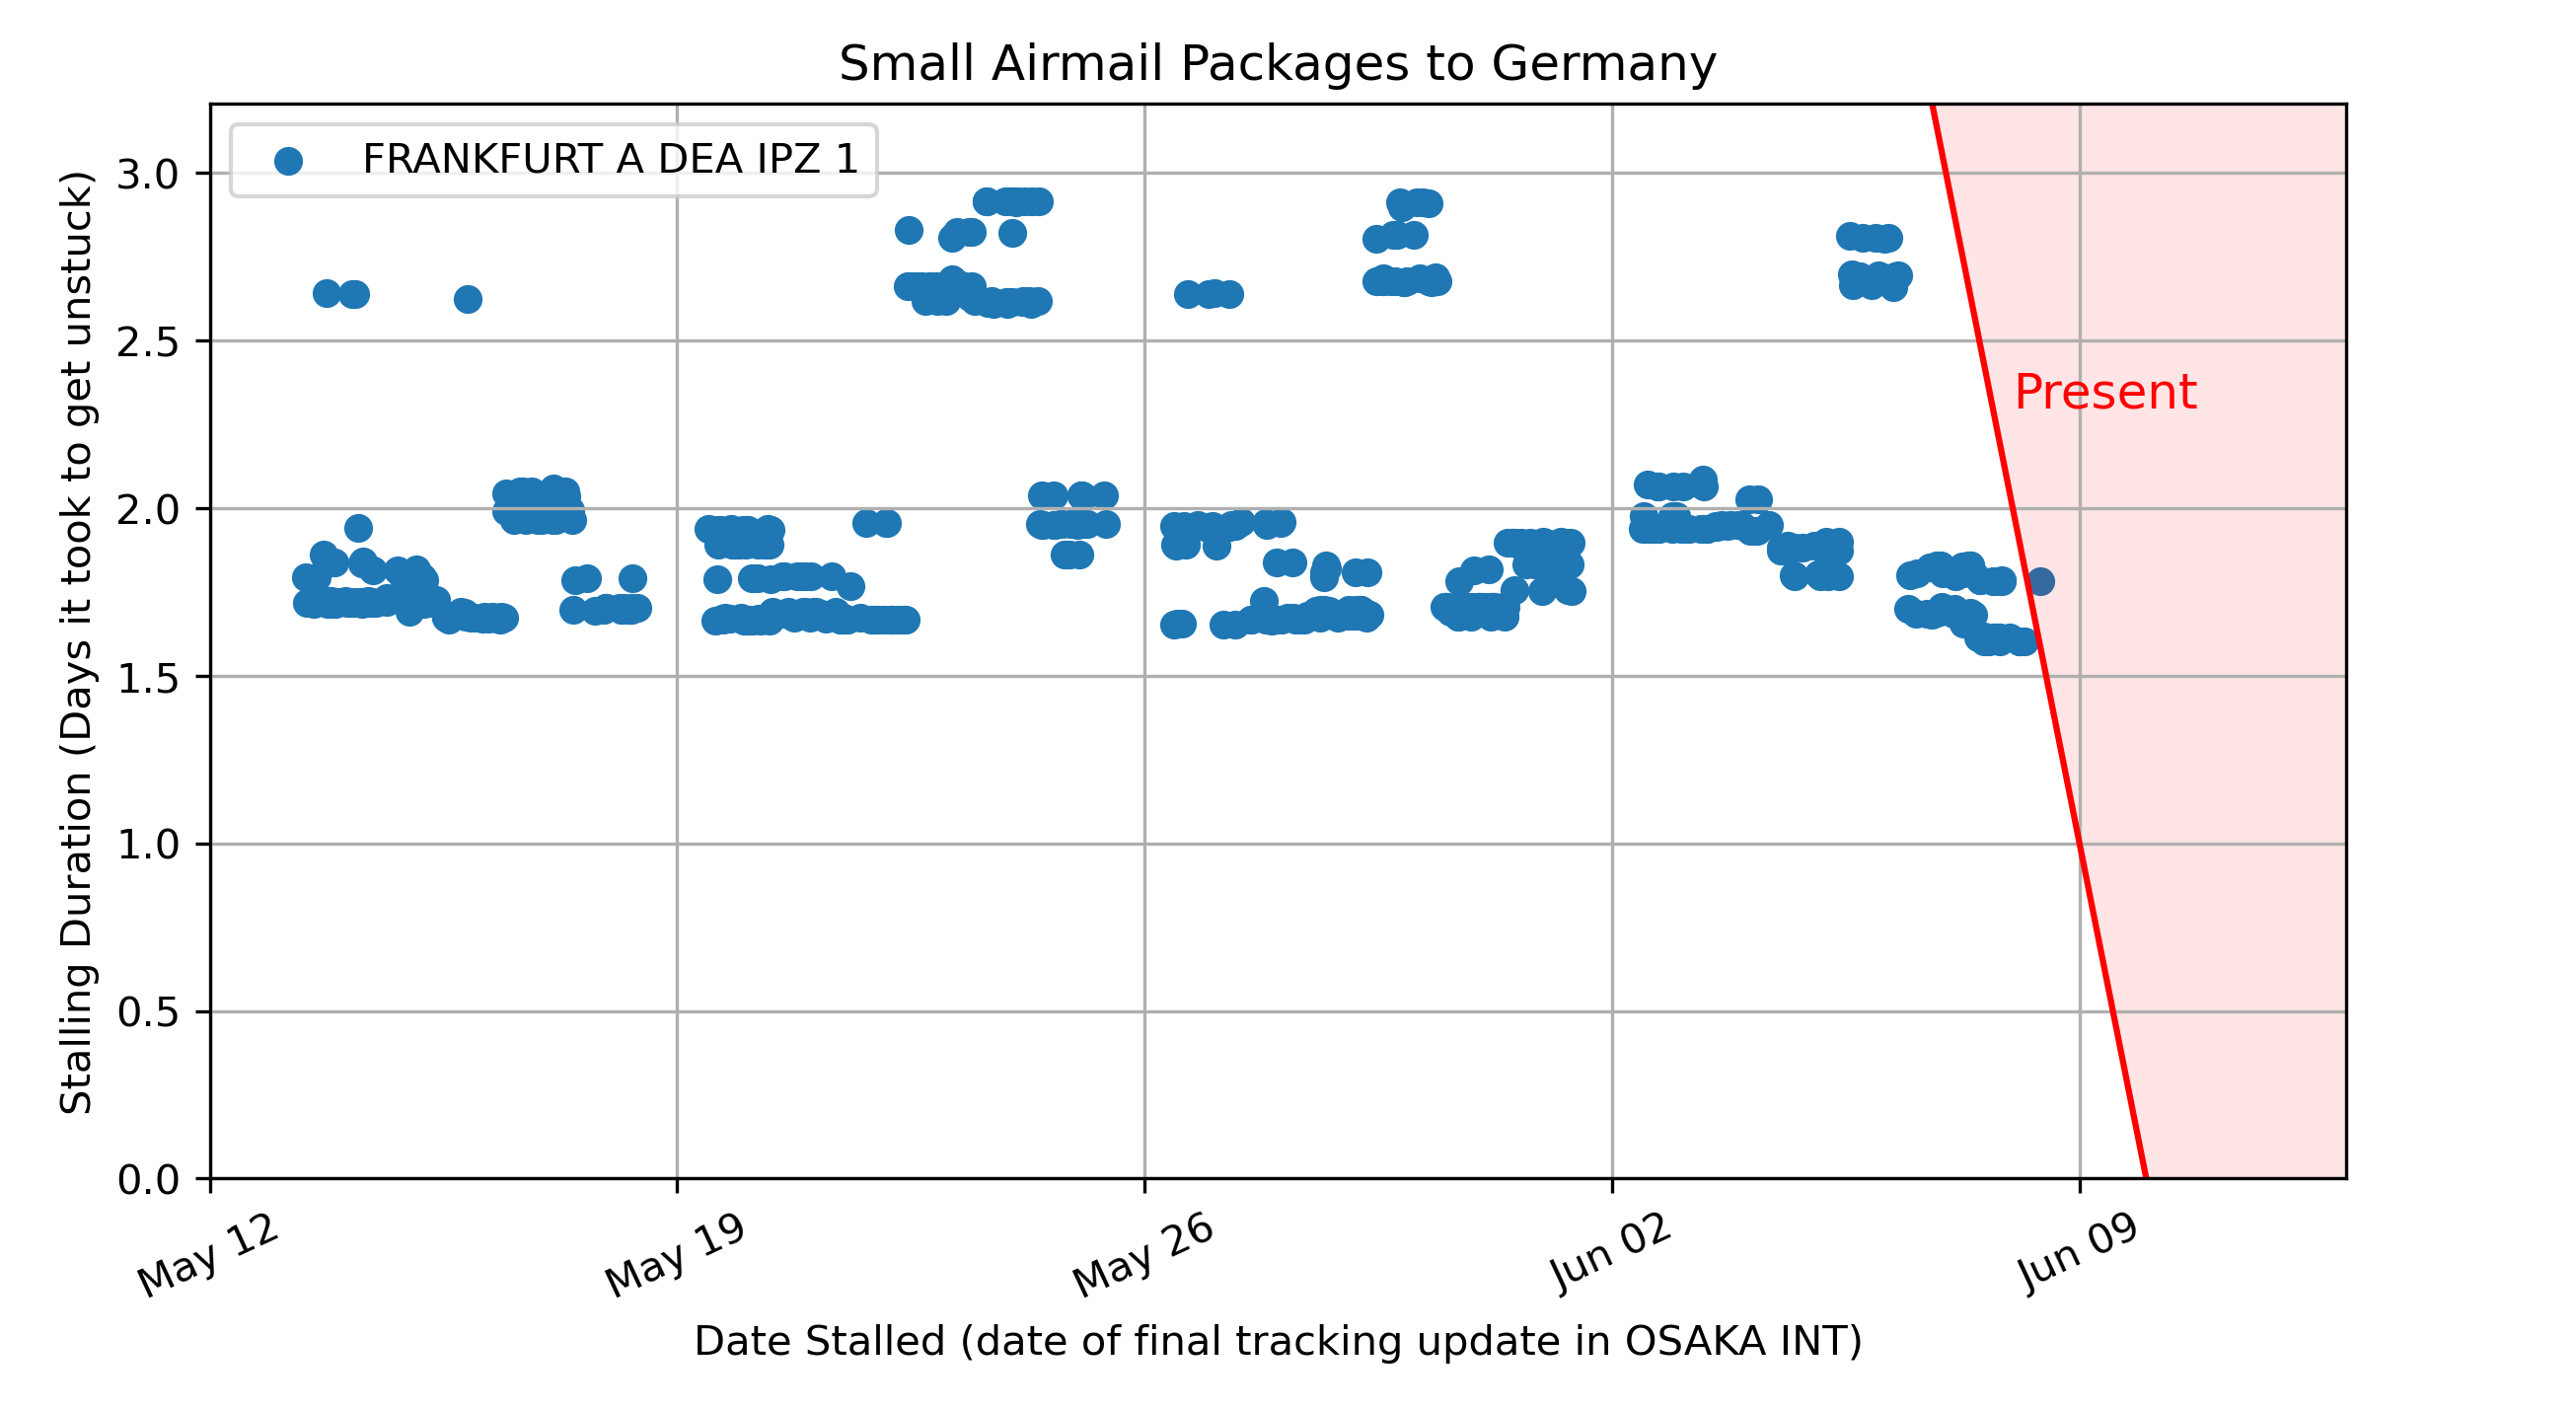 Small Airmail Packages to Germany
FRANKFURT A DEA IPZ 1
Stalling Duration (Days it took to get unstuck)
3.0
2.5
2.0
1.5
1.0
0.5
0.0
Present
May 12
May 19
May 26
Jun 02
Jun 09
Date Stalled (date of final tracking update in OSAKA INT)